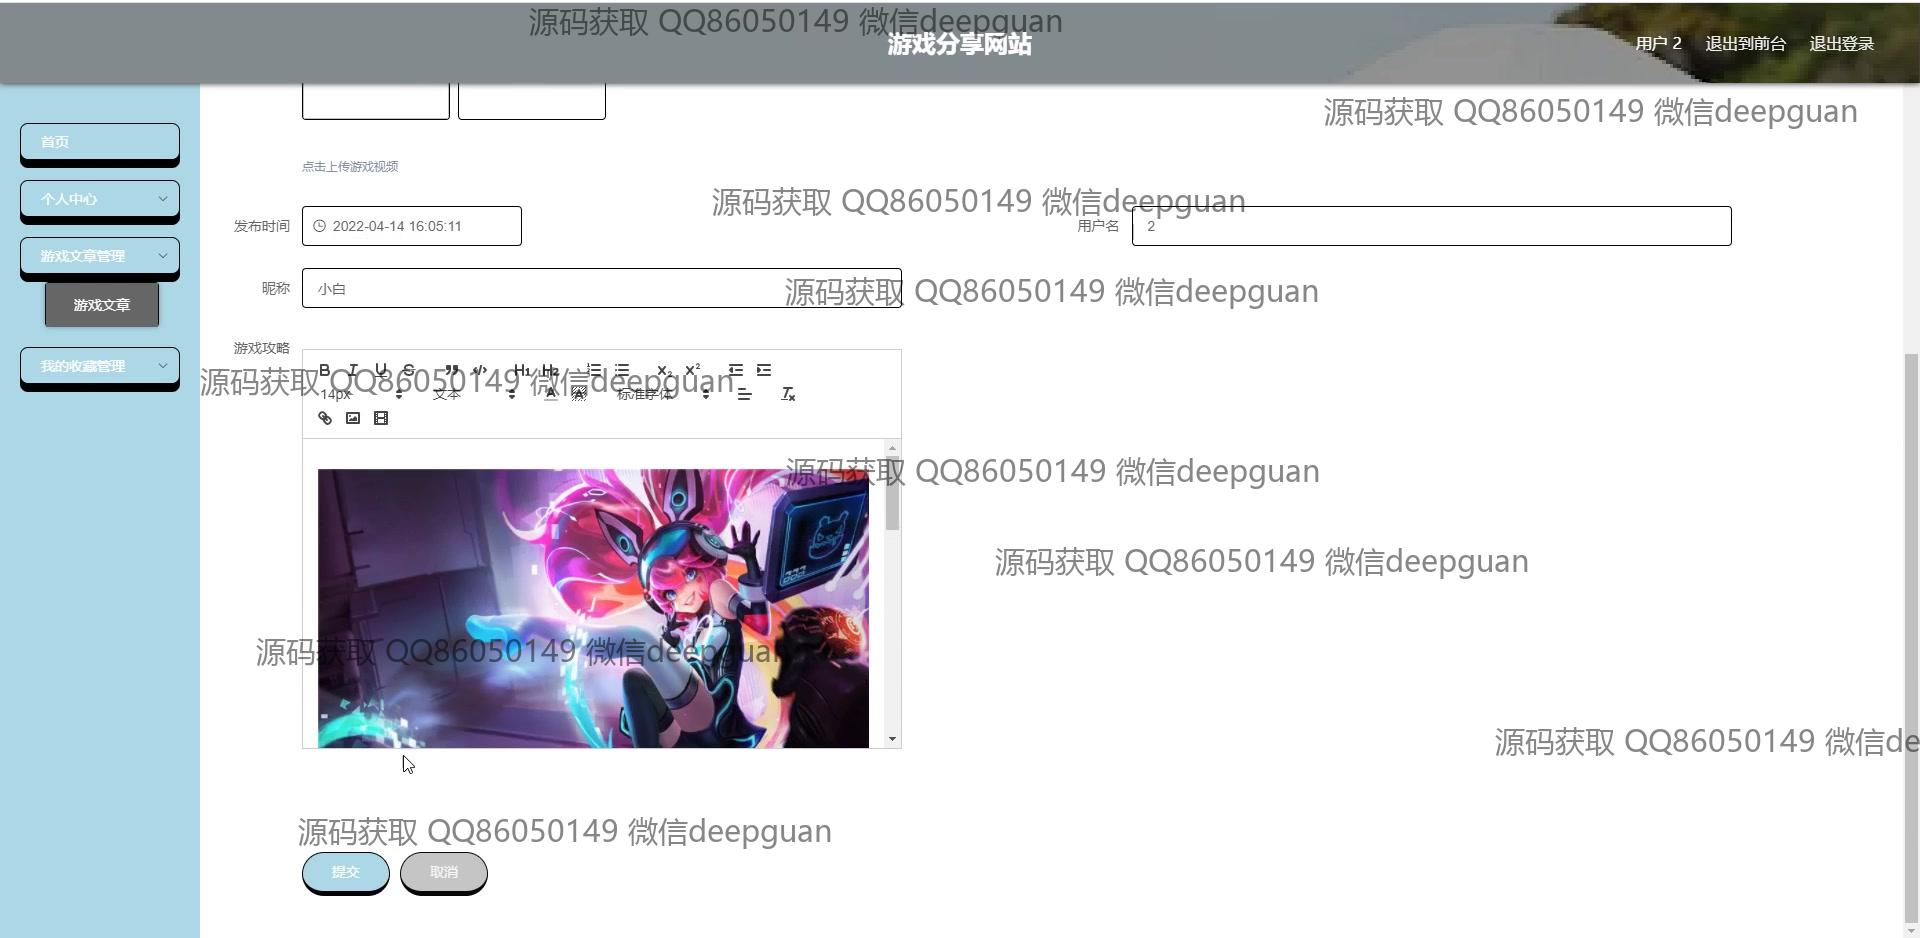 源码获取 QQ86050149 微信deepguan
游戏分享网站
用户 2
退出到前台
退出登录
源码获取 QQ86050149 微信deepguan
首页
点击上传游戏视频
个人中心
源码获取 QQ86050149 微信deepguan
发布时间
2022-04-14 16:05:11
用户名
2
游戏文章管理
昵称
小白
源码获取 QQ86050149 微信deepguan
游戏文章
游戏攻略
我的收藏管理
B I U S H1 H2 X2 X2
源码获取 QQ86050149 微信deepguan
14px
文本
标准字体
源码获取 QQ86050149 微信deepguan
源码获取 QQ86050149 微信deepguan
源码获取 QQ86050149 微信deepguan
源码获取 QQ86050149 微信de
源码获取 QQ86050149 微信deepguan
提交
取消